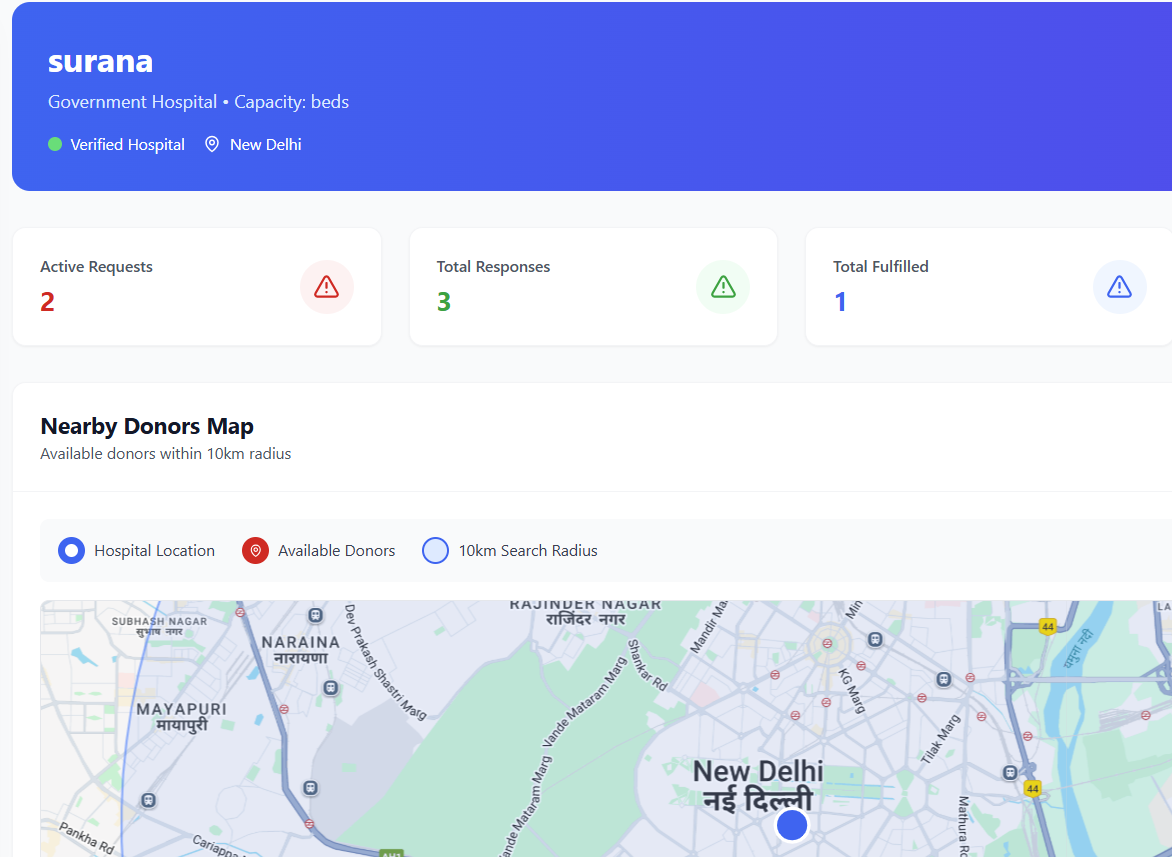 surana
Government Hospital • Capacity: beds
Verified Hospital
New Delhi
Active Requests
2
Total Responses
3
Total Fulfilled
1
Nearby Donors Map
Available donors within 10km radius
Hospital Location
Available Donors
10km Search Radius
SUBHASH NAGAR
सुभाष नगर
NARAINA
नारायणा
Dev Prakash Shastri Marg
RAJINDER NAGAR
राजिंदर नगर
Shankar Rd
Mandir
KG Marg
44
यमुना नदी
MAYAPURI
मायापुरी
Vande Mataram Marg
Vande Mataram Marg
Tilak Marg
New Delhi
नई दिल्ली
44
Mathura
Pankha Rd
Cariappa